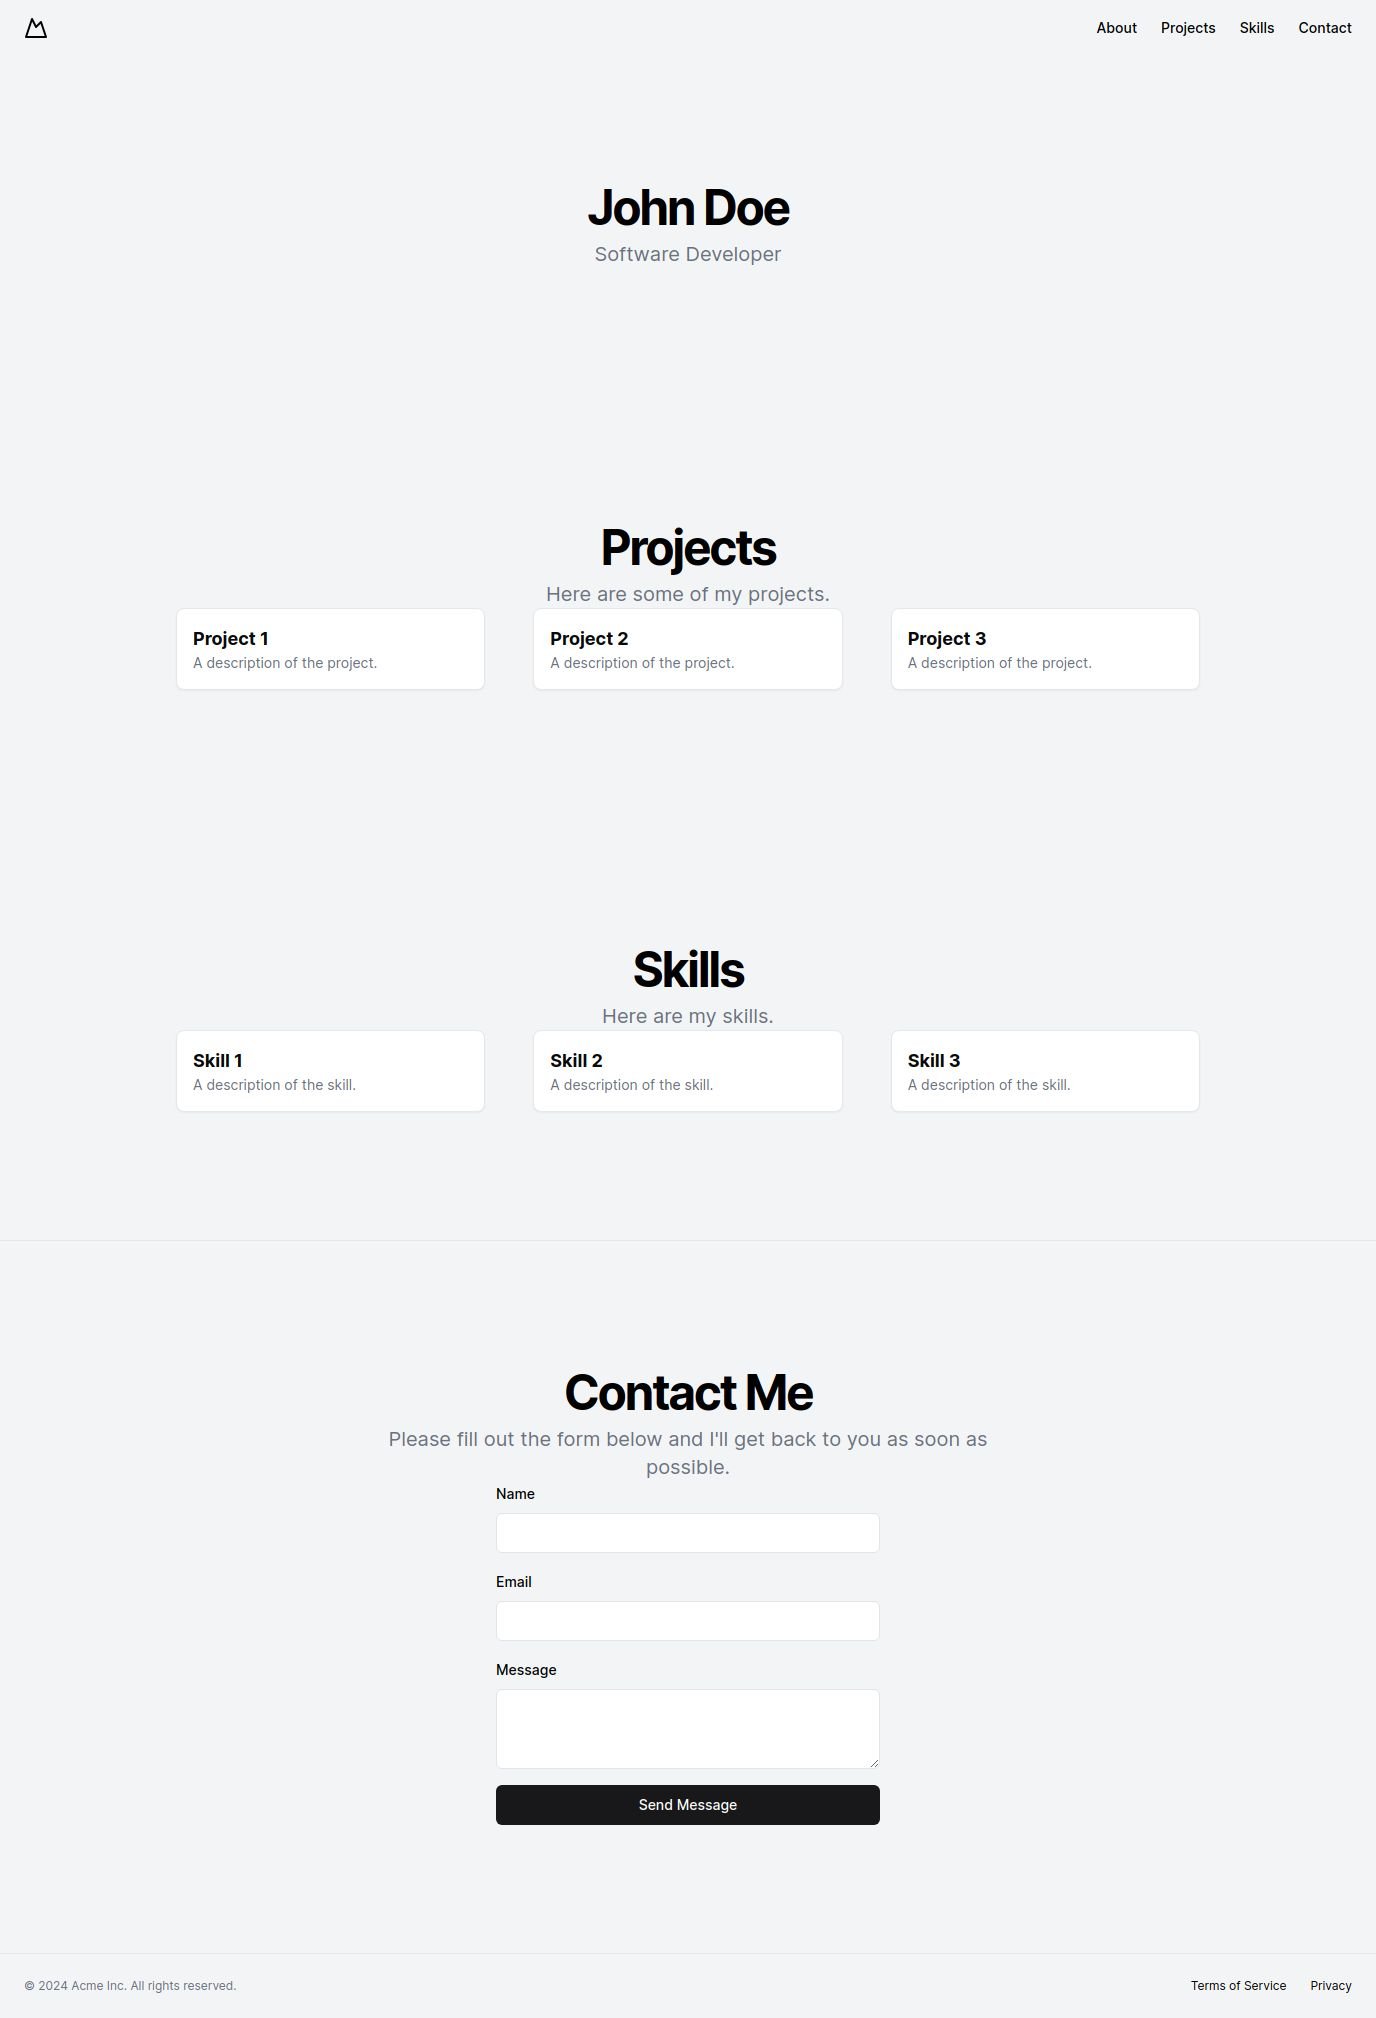 About Projects Skills Contact
John Doe
Software Developer
Projects
Here are some of my projects.
Project 1
A description of the project.
Project 2
A description of the project.
Project 3
A description of the project.
Skills
Here are my skills.
Skill 1
A description of the skill.
Skill 2
A description of the skill.
Skill 3
A description of the skill.
Contact Me
Please fill out the form below and I'll get back to you as soon as
possible.
Name
Email
Message
Send Message
© 2024 Acme Inc. All rights reserved.
Terms of Service Privacy